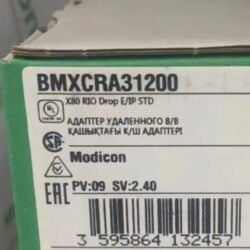 BMXCRA31200
X80 RIO Drop E/IP STD
АДАПТЕР УДАЛЕННОГО В/В
ҚАШЫҚТАҒЫ К/Ш АДАПТЕРІ
Modicon
PV:09 SV:2.40
3 595864 132457